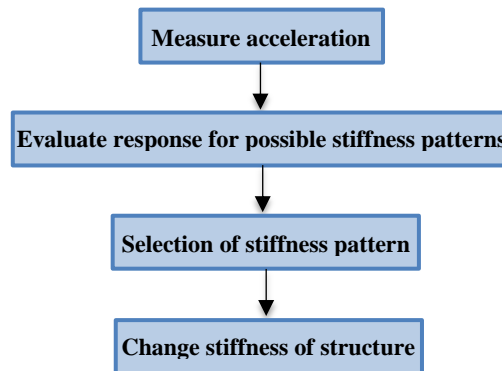 Measure acceleration
Evaluate response for possible stiffness patterns
Selection of stiffness pattern
Change stiffness of structure